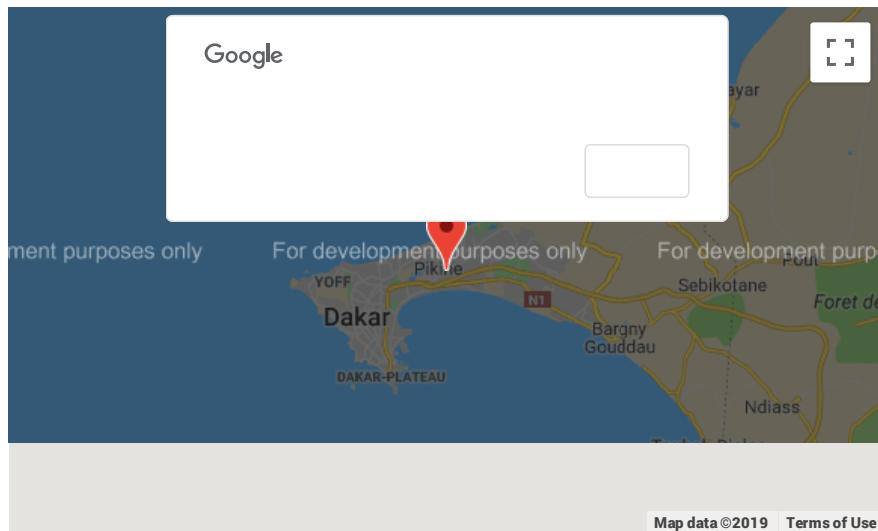 Google
ayar
ment purposes only
For development purposes only
For development purp
Pikine
Pout
YOFF
Sebikotane
N1
Foret de
Dakar
Bargny
Gouddau
DAKAR-PLATEAU
Ndiass
Map data ©2019
Terms of Use